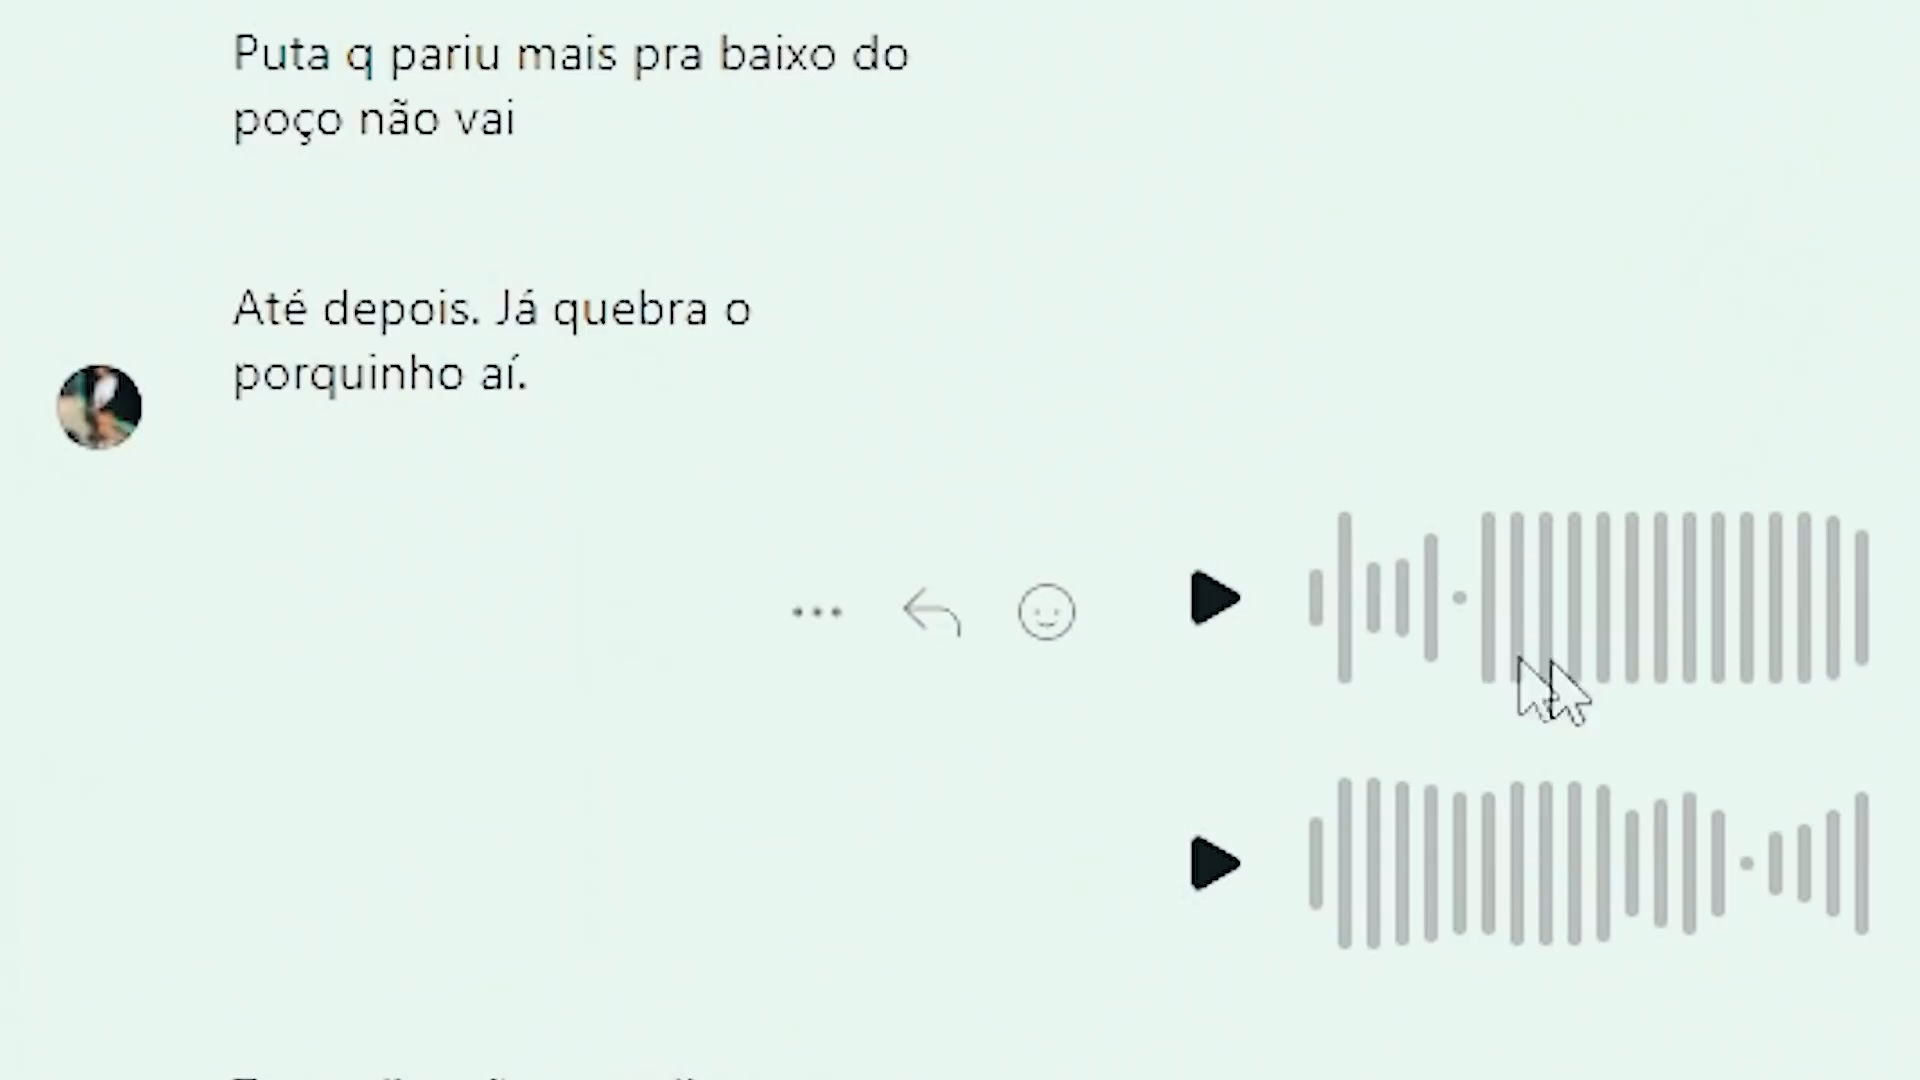 Puta q pariu mais pra baixo do
poço não vai
Até depois. Já quebra o
porquinho aí.